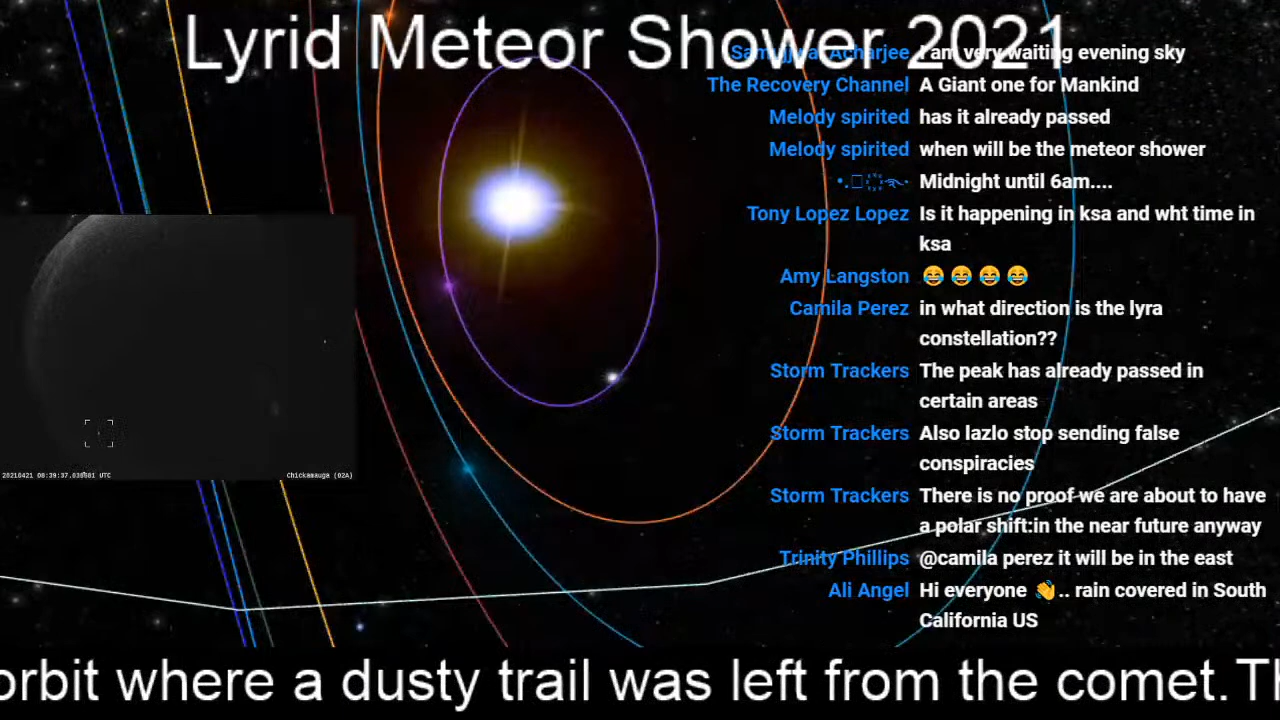 Lyrid Meteor Shower 2021
I am very waiting evening sky
The Recovery Channel A Giant one for Mankind
Melody spirited has it already passed
Melody spirited when will be the meteor shower
Midnight until 6am....
Tony Lopez Lopez Is it happening in ksa and wht time in
ksa
Amy Langston 😂 😂 😂 😂
Camila Perez in what direction is the lyra
constellation??
Storm Trackers The peak has already passed in
certain areas
Storm Trackers Also lazlo stop sending false
conspiracies
Storm Trackers There is no proof we are about to have
a polar shift:in the near future anyway
Trinity Phillips @camila perez it will be in the east
Ali Angel Hi everyone 👋.. rain covered in South
California US
Chickamauga (02A)
orbit where a dusty trail was left from the comet.Th